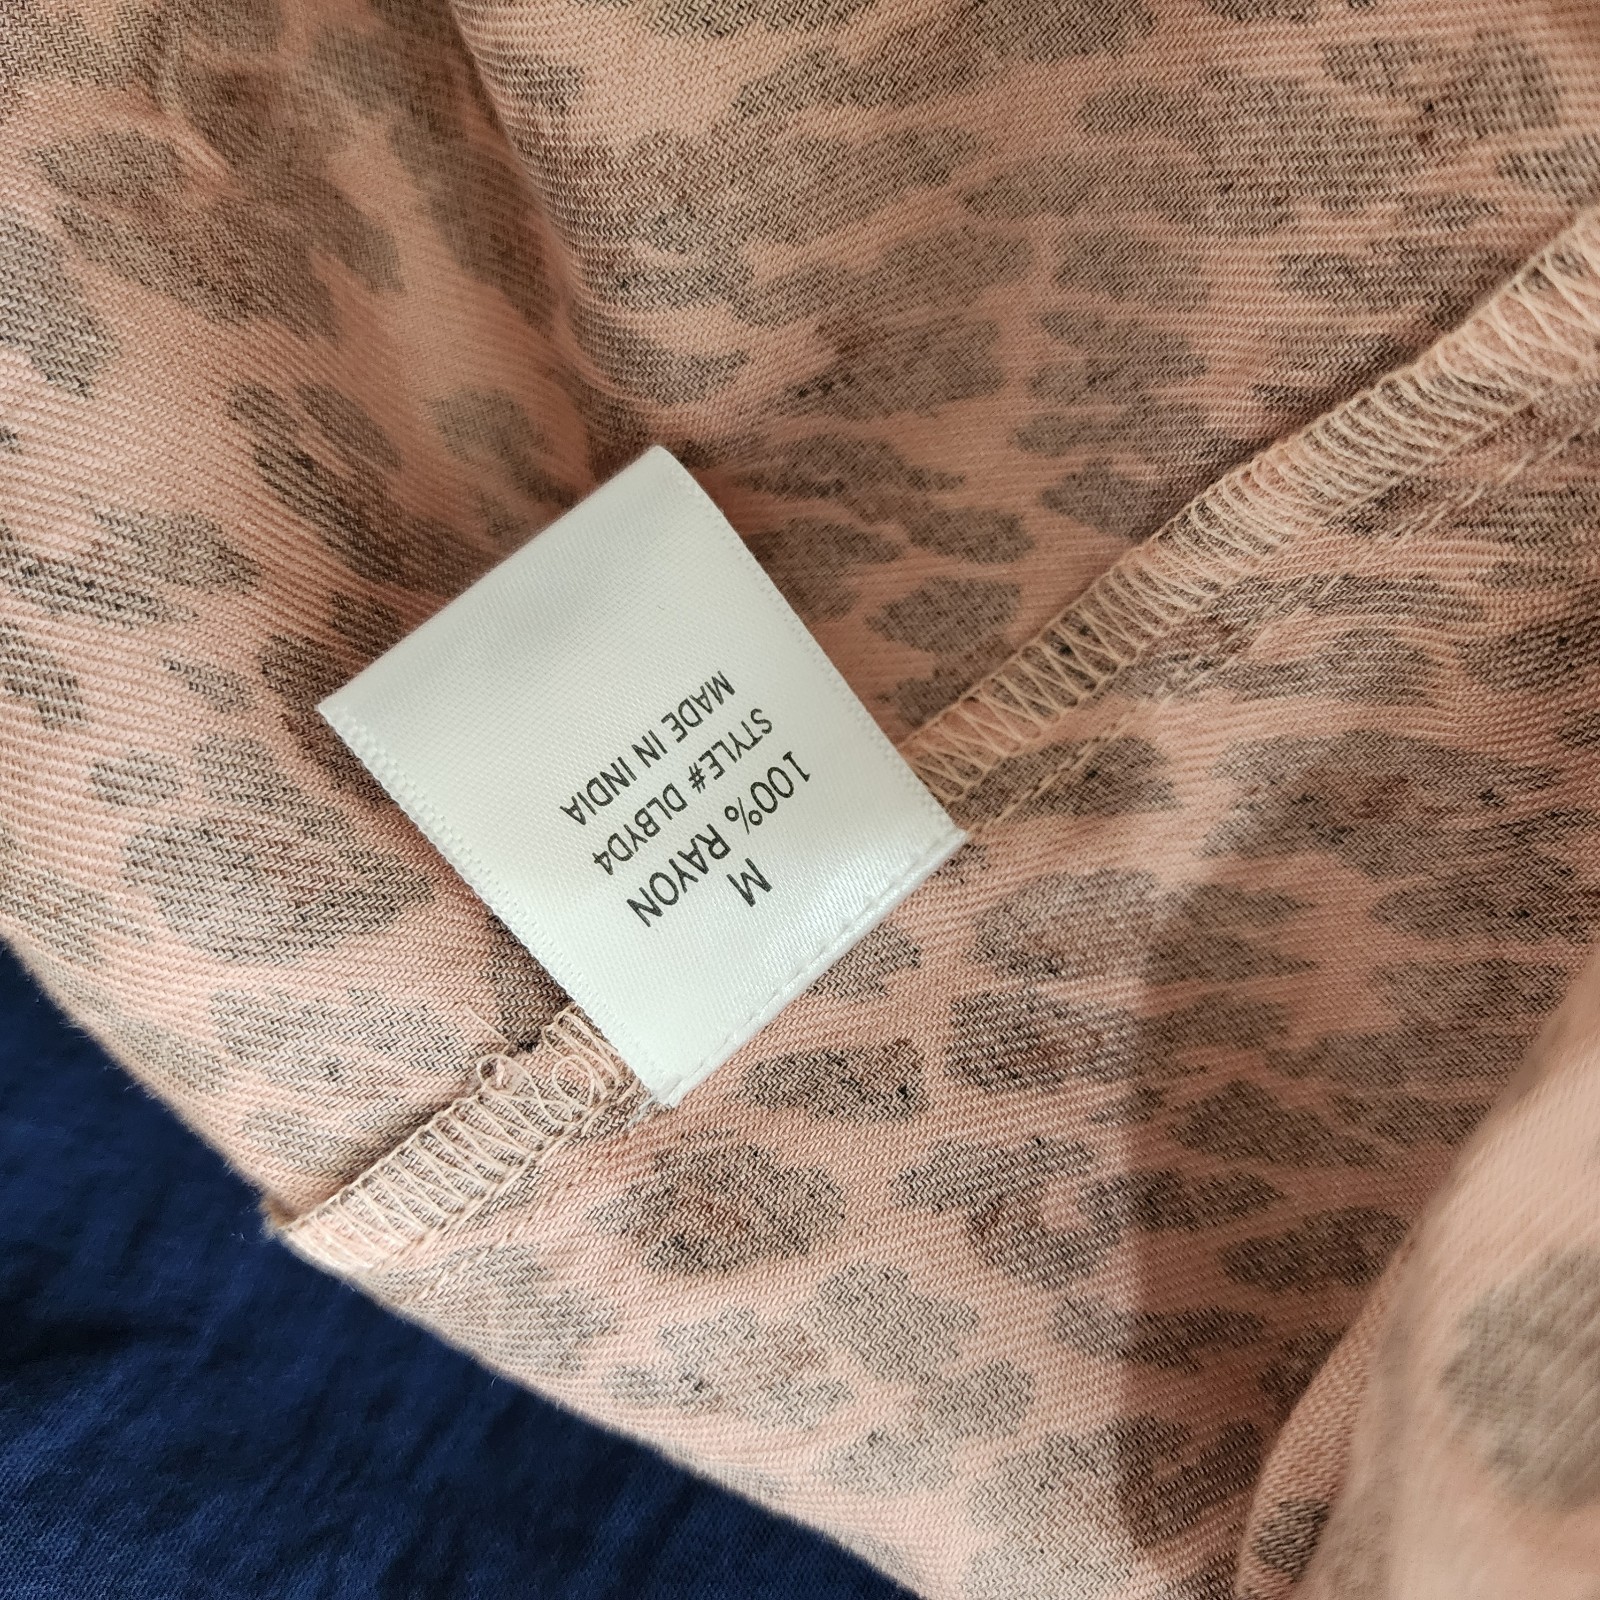 M
100% RAYON
STYLE# DLBYD4
MADE IN INDIA